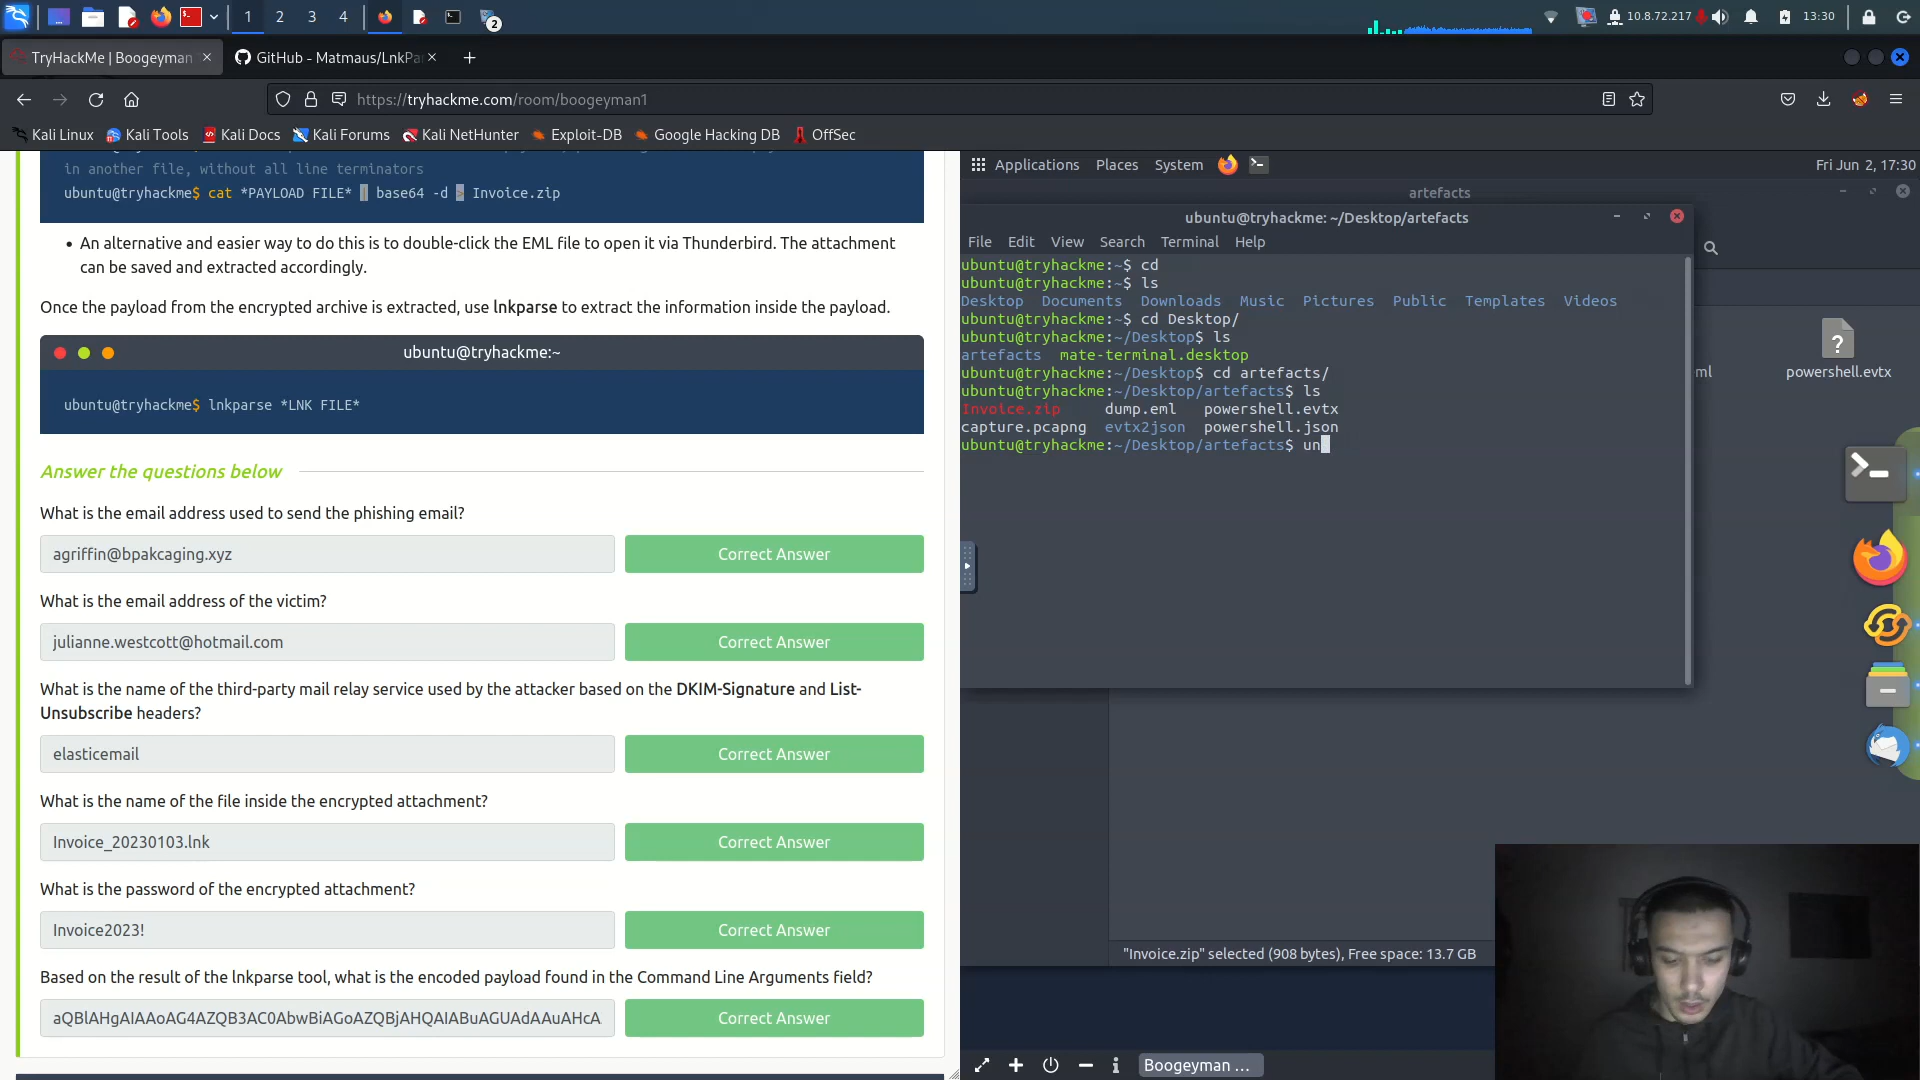 1 2 3 4 2 10.8.72.217 13:30
TryHackMe | Boogeyman × GitHub - Matmaus/LnkPa × +
https://tryhackme.com/room/boogeyman1
Kali Linux Kali Tools Kali Docs Kali Forums Kali NetHunter Exploit-DB Google Hacking DB OffSec
in another file, without all line terminators
ubuntu@tryhackme$ cat *PAYLOAD FILE* | base64 -d > Invoice.zip
• An alternative and easier way to do this is to double-click the EML file to open it via Thunderbird. The attachment
can be saved and extracted accordingly.
Once the payload from the encrypted archive is extracted, use lnkparse to extract the information inside the payload.
ubuntu@tryhackme:~
ubuntu@tryhackme$ lnkparse *LNK FILE*
Answer the questions below
What is the email address used to send the phishing email?
agriffin@bpakcaging.xyz Correct Answer
What is the email address of the victim?
julianne.westcott@hotmail.com Correct Answer
What is the name of the third-party mail relay service used by the attacker based on the DKIM-Signature and List-
Unsubscribe headers?
elasticemail Correct Answer
What is the name of the file inside the encrypted attachment?
Invoice_20230103.lnk Correct Answer
What is the password of the encrypted attachment?
Invoice2023! Correct Answer
Based on the result of the lnkparse tool, what is the encoded payload found in the Command Line Arguments field?
aQBlAHgAIAAoAG4AZQB3AC0AbwBiAGoAZQBjAHQAIABuAGUAdAAuAHcA Correct Answer
Applications Places System Fri Jun 2, 17:30
artefacts
ubuntu@tryhackme: ~/Desktop/artefacts
File Edit View Search Terminal Help
ubuntu@tryhackme:~$ cd
ubuntu@tryhackme:~$ ls
Desktop Documents Downloads Music Pictures Public Templates Videos
ubuntu@tryhackme:~$ cd Desktop/
ubuntu@tryhackme:~/Desktop$ ls
artefacts mate-terminal.desktop
ubuntu@tryhackme:~/Desktop$ cd artefacts/
ubuntu@tryhackme:~/Desktop/artefacts$ ls
Invoice.zip dump.eml powershell.evtx
capture.pcapng evtx2json powershell.json
ubuntu@tryhackme:~/Desktop/artefacts$ un
ml powershell.evtx
"Invoice.zip" selected (908 bytes), Free space: 13.7 GB
Boogeyman ...